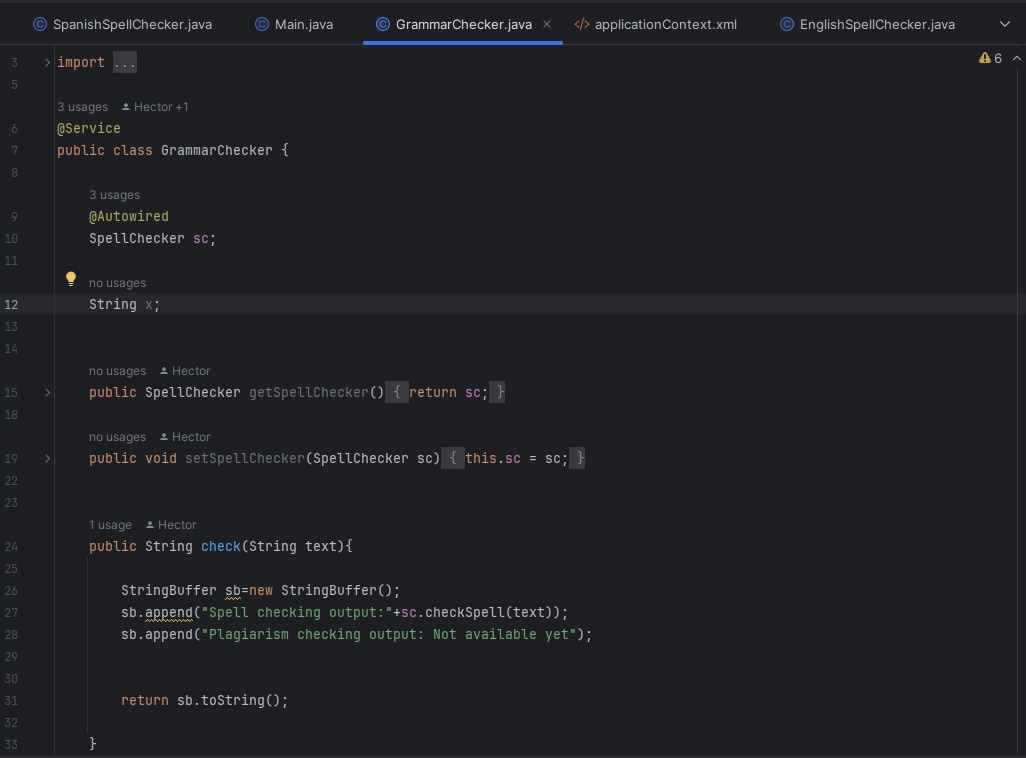 SpanishSpellChecker.java Main.java GrammarChecker.java applicationContext.xml EnglishSpellChecker.java
3 import ...
6
5
3 usages Hector +1
6 @Service
7 public class GrammarChecker {
8
3 usages
9 @Autowired
10 SpellChecker sc;
11
no usages
12 String x;
13
14
no usages Hector
15 public SpellChecker getSpellChecker() { return sc; }
18
no usages Hector
19 public void setSpellChecker(SpellChecker sc) { this.sc = sc; }
22
23
1 usage Hector
24 public String check(String text){
25
26 StringBuffer sb=new StringBuffer();
27 sb.append("Spell checking output:"+sc.checkSpell(text));
28 sb.append("Plagiarism checking output: Not available yet");
29
30
31 return sb.toString();
32
33 }